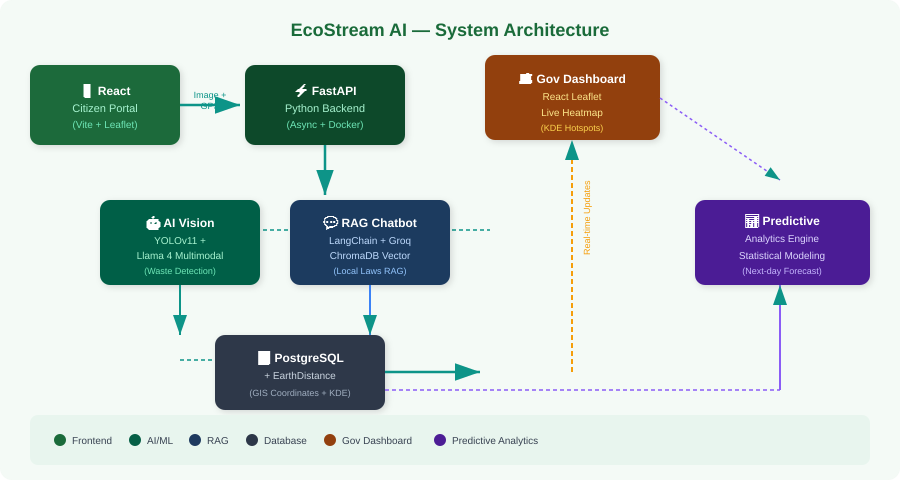 EcoStream AI — System Architecture
React
Citizen Portal
(Vite + Leaflet)
Image +
FastAPI
Python Backend
(Async + Docker)
Gov Dashboard
React Leaflet
Live Heatmap
(KDE Hotspots)
AI Vision
YOLOv11 +
Llama 4 Multimodal
(Waste Detection)
RAG Chatbot
LangChain + Groq
ChromaDB Vector
(Local Laws RAG)
Real-time Updates
Predictive
Analytics Engine
Statistical Modeling
(Next-day Forecast)
PostgreSQL
+ EarthDistance
(GIS Coordinates + KDE)
Frontend
AI/ML
RAG
Database
Gov Dashboard
Predictive Analytics